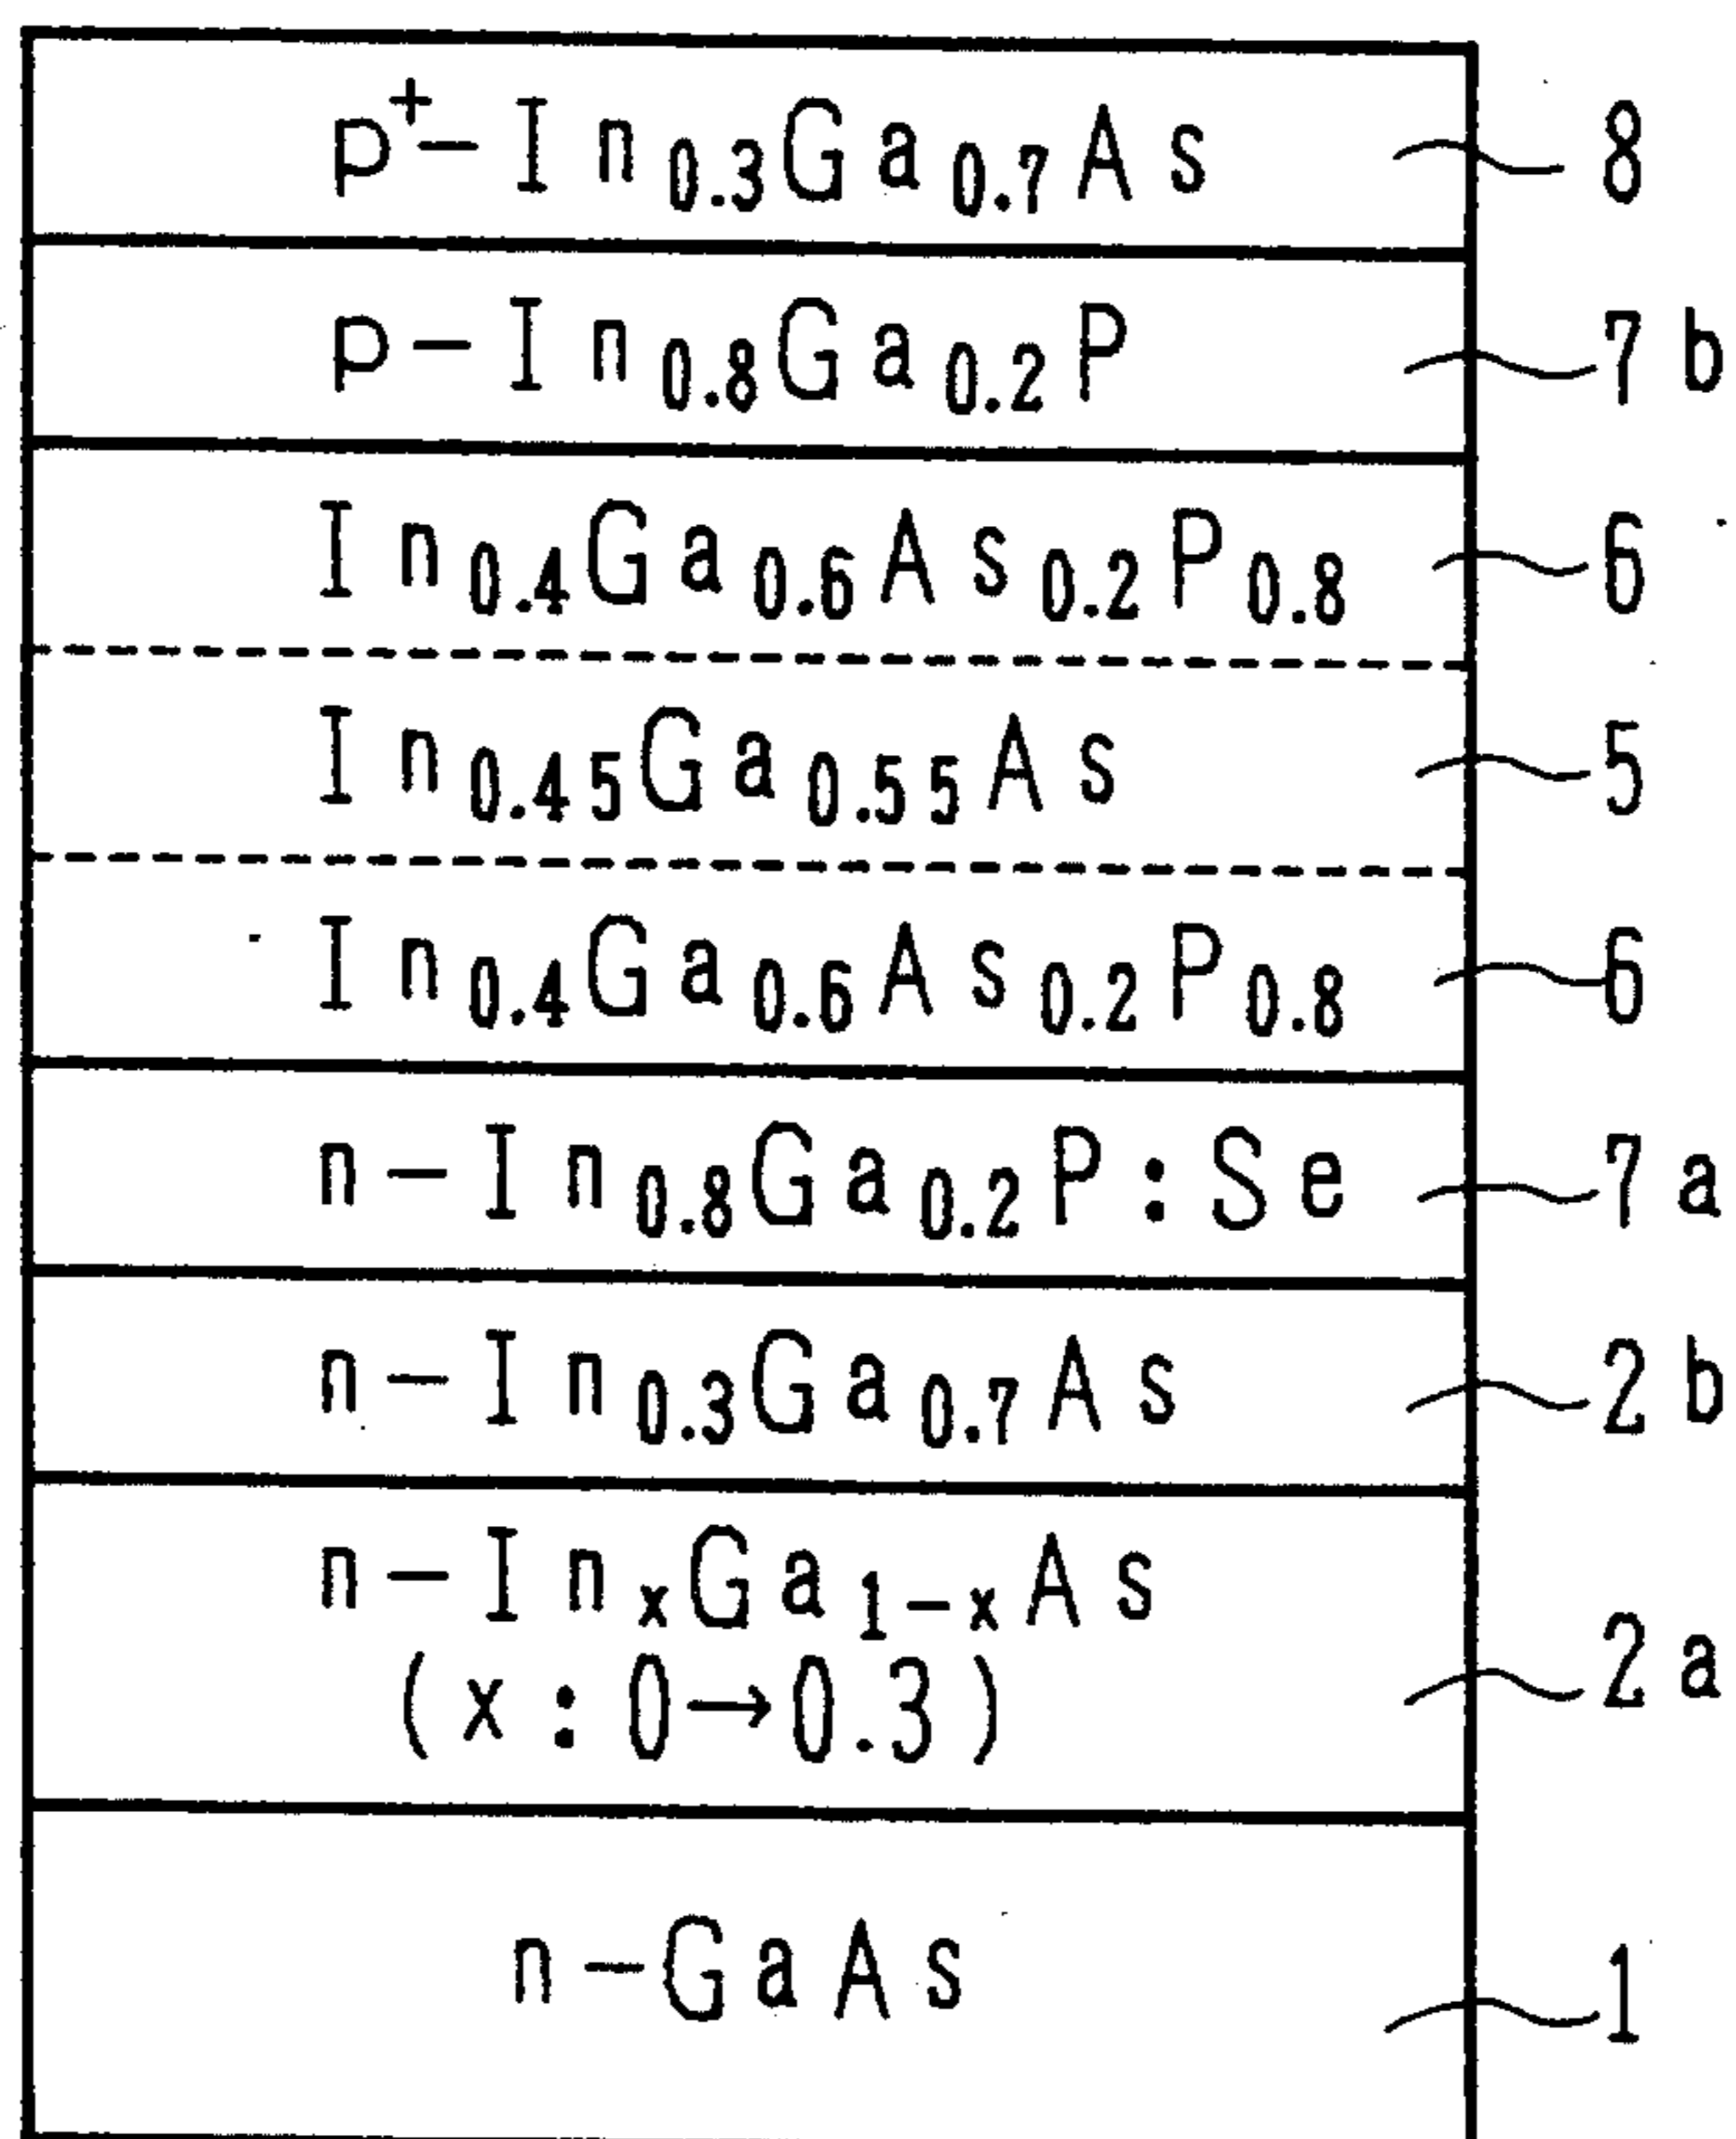 p⁺-In₀.₃Ga₀.₇As 8
p-In₀.₈Ga₀.₂P 7b
In₀.₄Ga₀.₆As₀.₂P₀.₈ 6
In₀.₄₅Ga₀.₅₅As 5
In₀.₄Ga₀.₆As₀.₂P₀.₈ 6
n-In₀.₈Ga₀.₂P:Se 7a
n-In₀.₃Ga₀.₇As 2b
n-InₓGa₁₋ₓAs
(x:0→0.3) 2a
n-GaAs 1